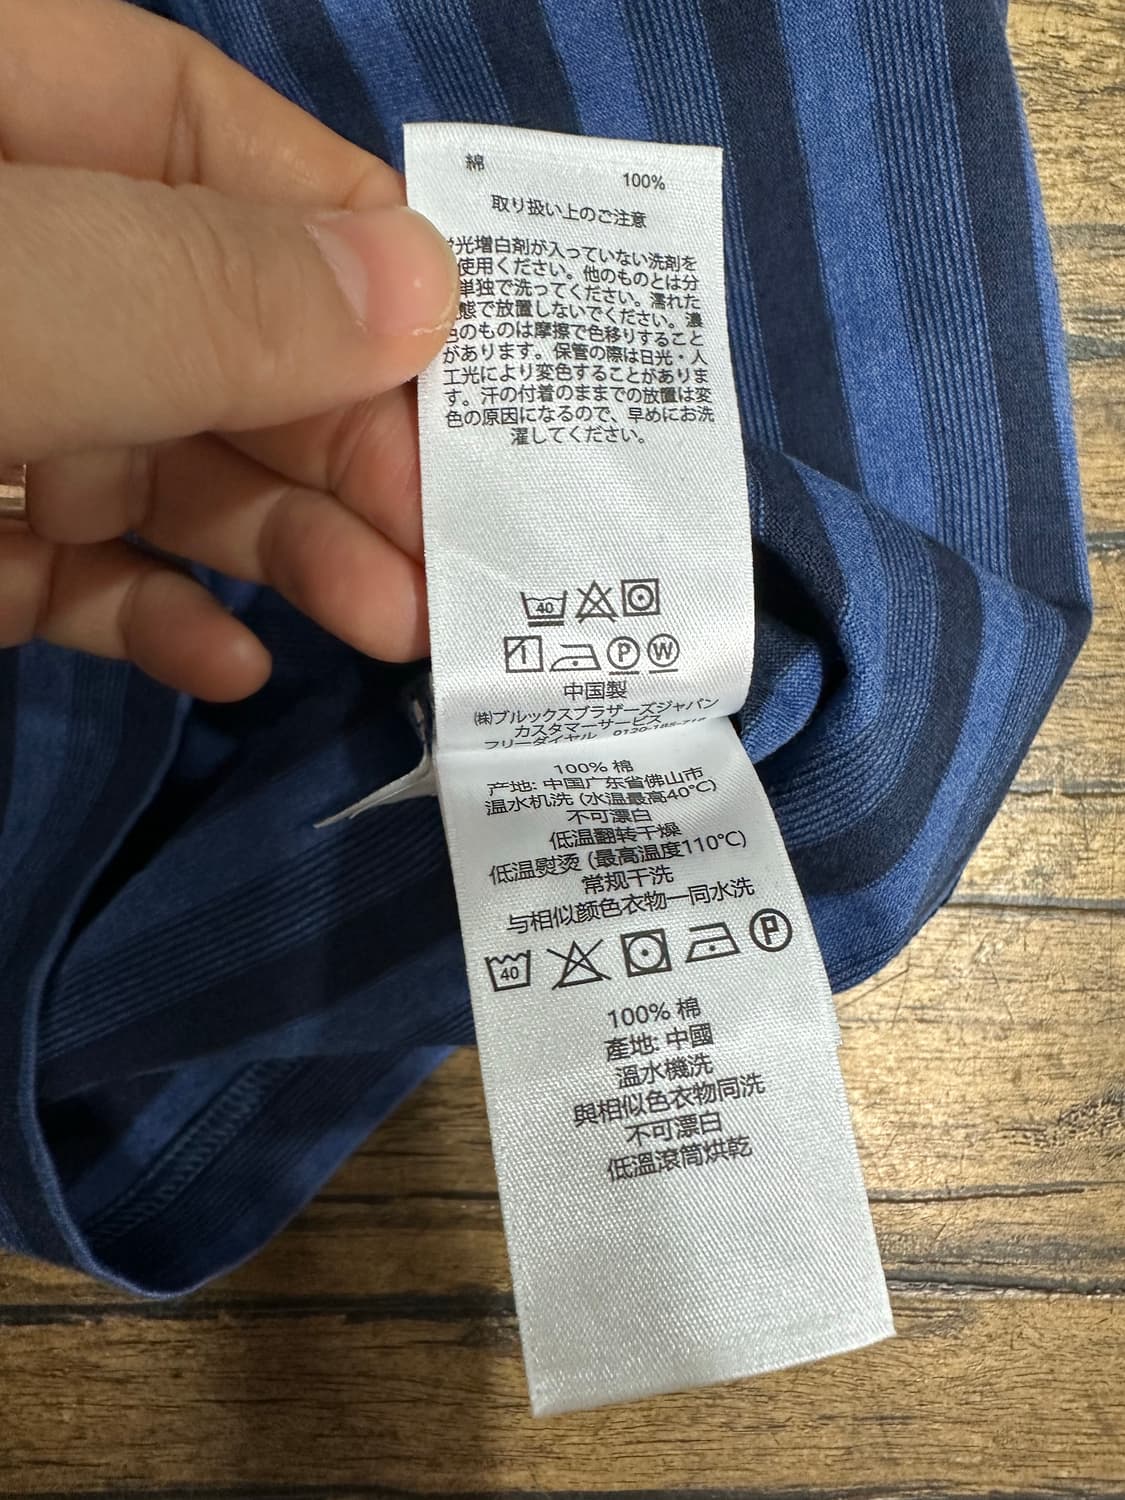 綿 100%
取り扱い上のご注意
光増白剤が入っていない洗剤を
使用ください。他のものとは分
単独で洗ってください。濡れた
態で放置しないでください。濃
色のものは摩擦で色移りすること
があります。保管の際は日光・人
工光により変色することがありま
す。汗の付着のままでの放置は変
色の原因になるので、早めにお洗
濯してください。
40
1 P W
中国製
㈱ブルックスブラザーズジャパン
カスタマーサービス
フリーダイヤル 0120-185-718
100% 棉
产地: 中国广东省佛山市
温水机洗 (水温最高40°C)
不可漂白
低温翻转干燥
低温熨烫 (最高温度110°C)
常规干洗
与相似颜色衣物一同水洗
40 P
100% 棉
產地: 中國
溫水機洗
與相似色衣物同洗
不可漂白
低溫滾筒烘乾